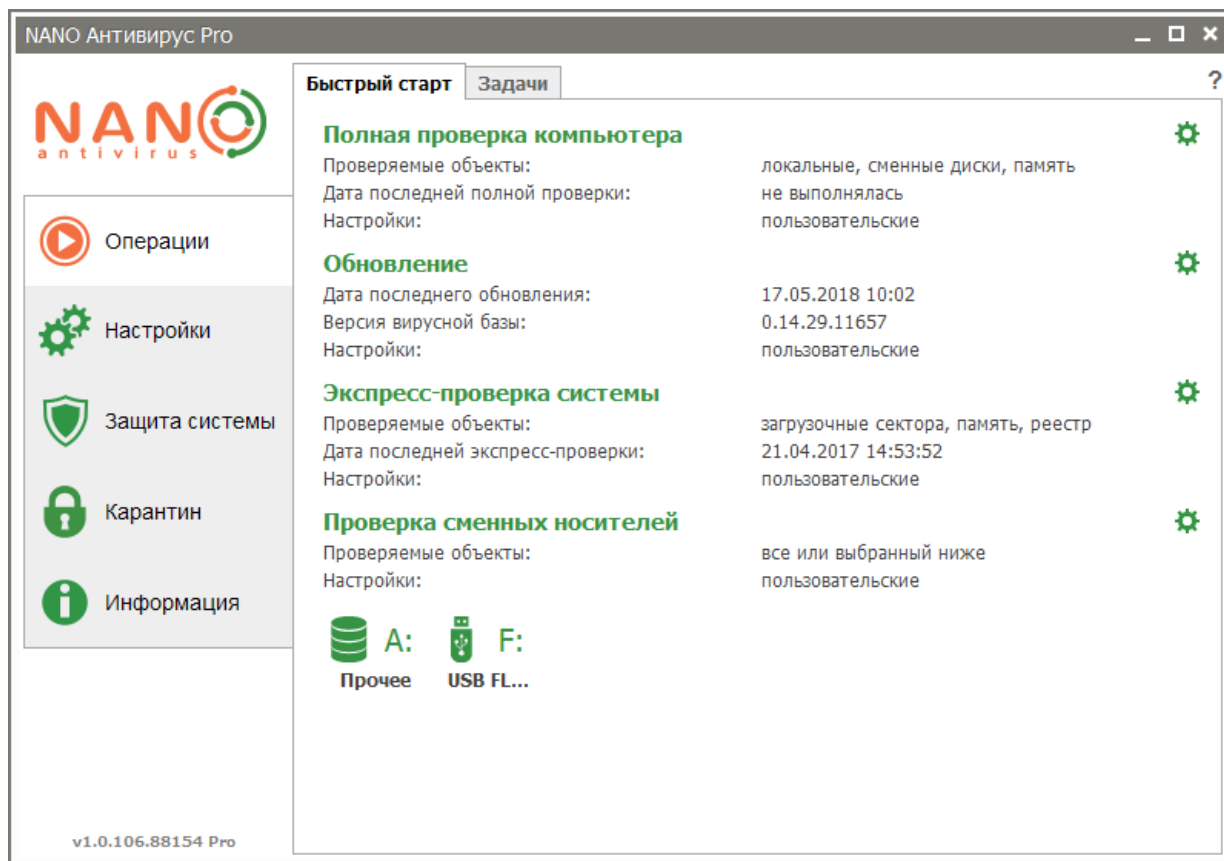 NANO Антивирус Pro
NANO
antivirus
Операции
Настройки
Защита системы
Карантин
Информация
v1.0.106.88154 Pro
Быстрый старт Задачи ?
Полная проверка компьютера
Проверяемые объекты: локальные, сменные диски, память
Дата последней полной проверки: не выполнялась
Настройки: пользовательские
Обновление
Дата последнего обновления: 17.05.2018 10:02
Версия вирусной базы: 0.14.29.11657
Настройки: пользовательские
Экспресс-проверка системы
Проверяемые объекты: загрузочные сектора, память, реестр
Дата последней экспресс-проверки: 21.04.2017 14:53:52
Настройки: пользовательские
Проверка сменных носителей
Проверяемые объекты: все или выбранный ниже
Настройки: пользовательские
A: F:
Прочее USB FL...